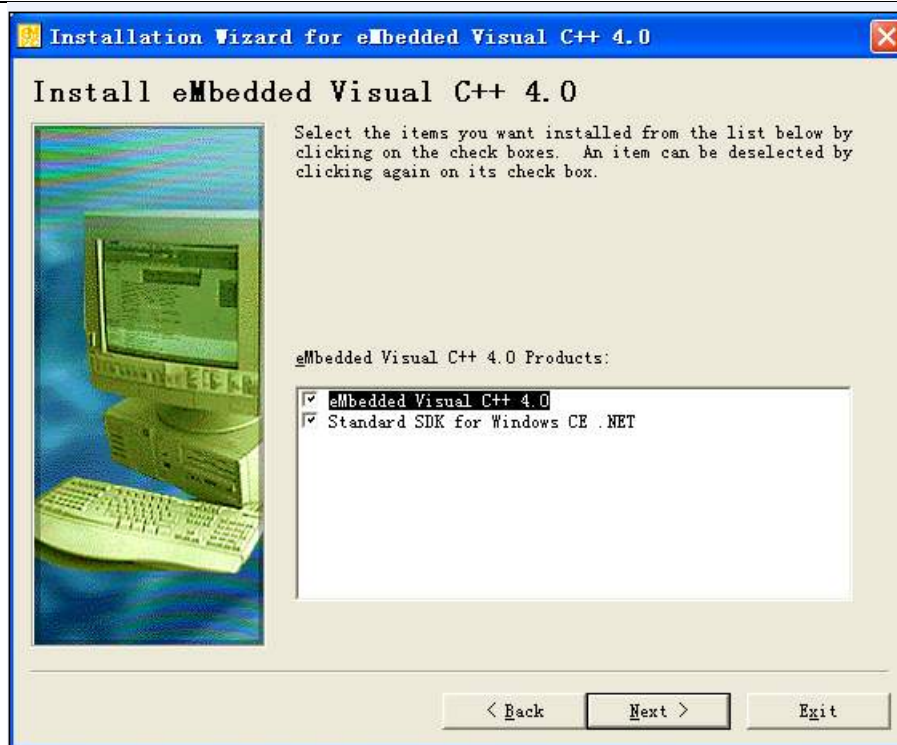 Installation Wizard for eMbedded Visual C++ 4.0
Install eMbedded Visual C++ 4.0
Select the items you want installed from the list below by
clicking on the check boxes.  An item can be deselected by
clicking again on its check box.
eMbedded Visual C++ 4.0 Products:
eMbedded Visual C++ 4.0
Standard SDK for Windows CE .NET
< Back
Next >
Exit